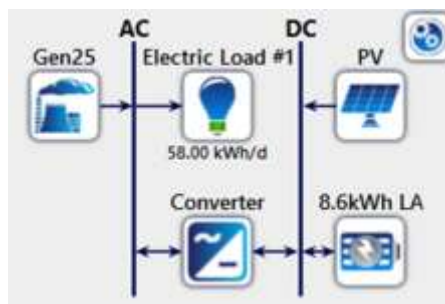 AC DC
Gen25 Electric Load #1 PV
58.00 kWh/d
Converter 8.6kWh LA